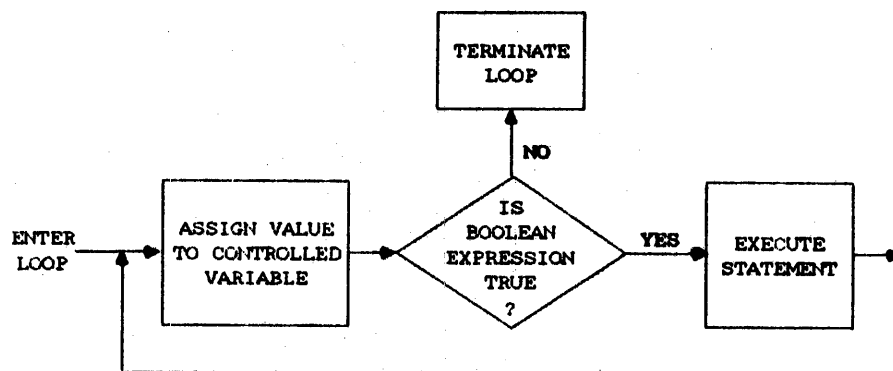 TERMINATE
LOOP
NO
ENTER
LOOP
ASSIGN VALUE
TO CONTROLLED
VARIABLE
IS
BOOLEAN
EXPRESSION
TRUE
?
YES
EXECUTE
STATEMENT